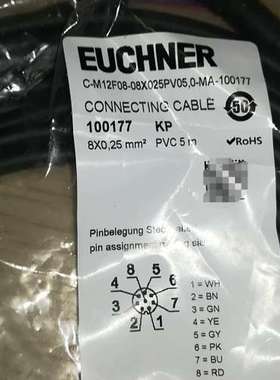 EUCHNER
C-M12F08-08X025PV05,0-MA-100177
CONNECTING CABLE
50
100177 KP
8X0,25 mm² PVC 5 m ✓RoHS
Pinbelegung
pin assignment
8 5
4 6
3 7
2 1
1 = WH
2 = BN
3 = GN
4 = YE
5 = GY
6 = PK
7 = BU
8 = RD